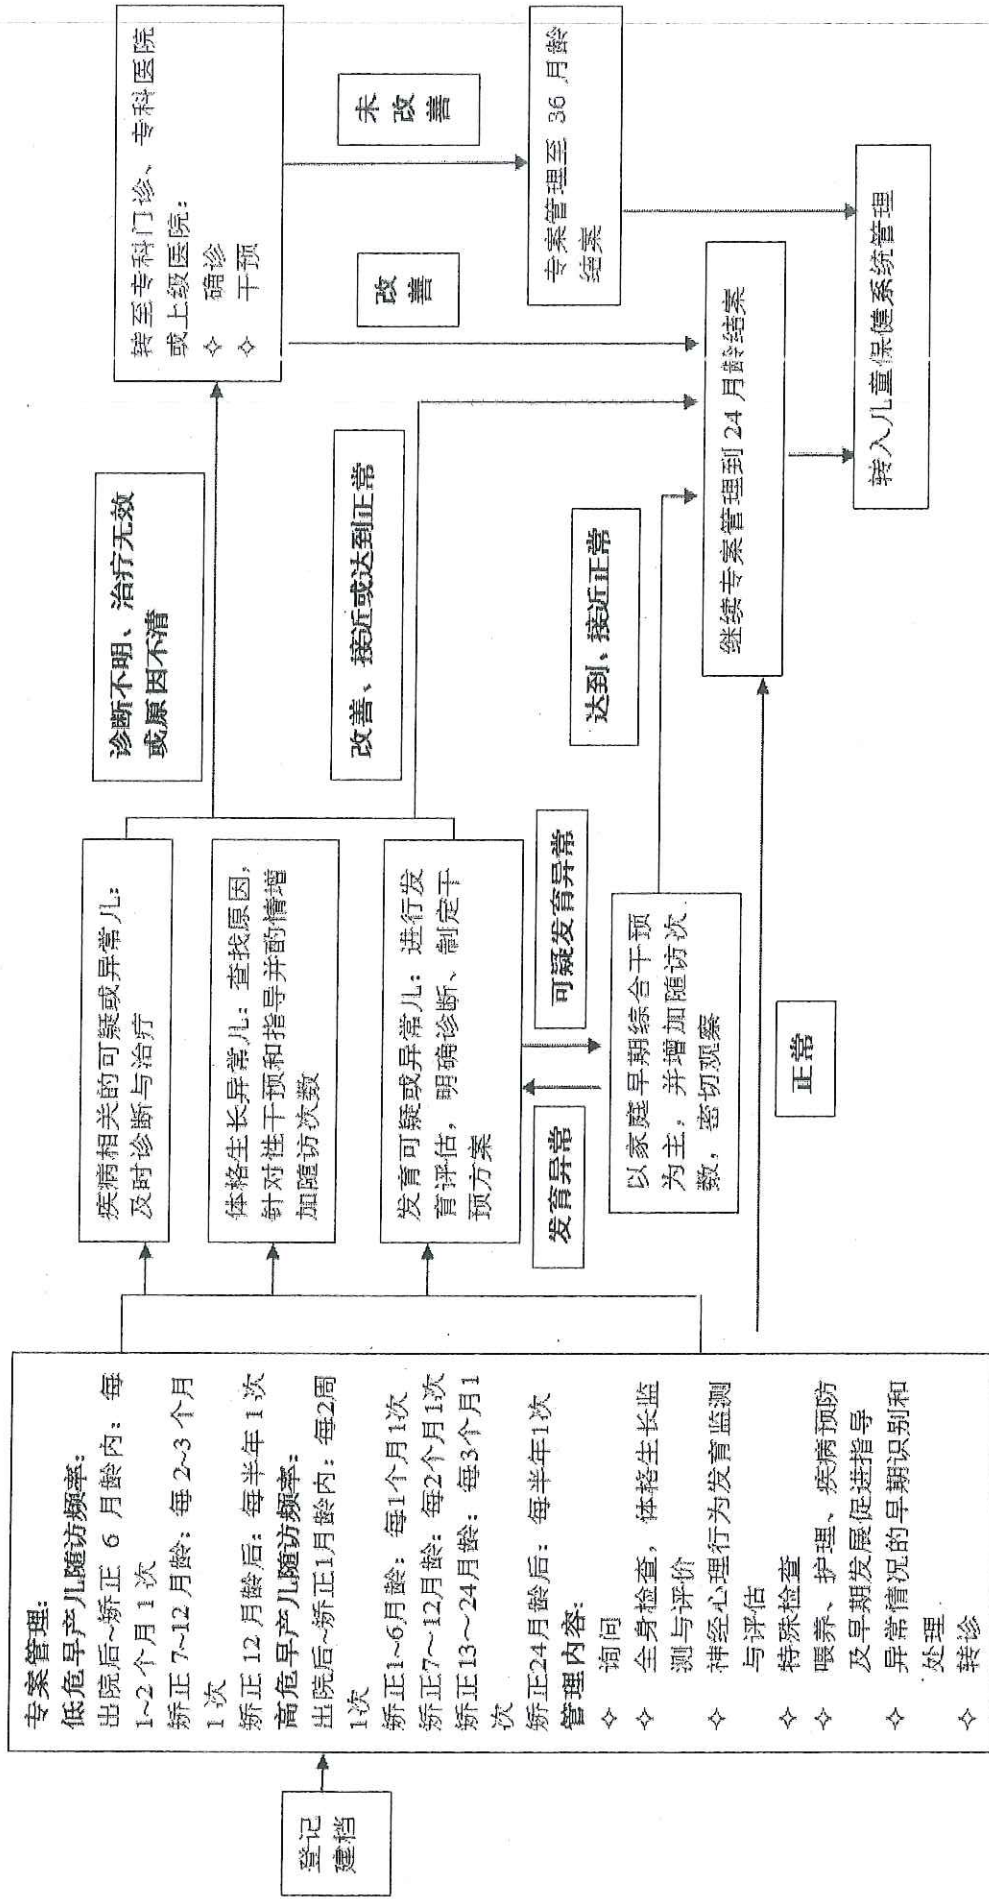 登记
建档
专案管理：
低危早产儿随访频率：
出院后~矫正 6 月龄内：每
1~2 个月 1 次
矫正 7~12 月龄：每 2~3 个月
1 次
矫正 12 月龄后：每半年 1 次
高危早产儿随访频率：
出院后~矫正1月龄内：每2周
1次
矫正1~6月龄：每1个月1次
矫正7～12月龄：每2个月1次
矫正13～24月龄：每3个月1
次
矫正24月龄后：每半年1次
管理内容：
✧ 询问
✧ 全身检查，体格生长监
测与评价
✧ 神经心理行为发育监测
与评估
✧ 特殊检查
✧ 喂养、护理、疾病预防
及早期发展促进指导
✧ 异常情况的早期识别和
处理
✧ 转诊
疾病相关的可疑或异常儿：
及时诊断与治疗
体格生长异常儿：查找原因，
针对性干预和指导并酌情增
加随访次数
发育可疑或异常儿：进行发
育评估，明确诊断、制定干
预方案
发育异常
可疑发育异常
以家庭早期综合干预
为主，并增加随访次
数，密切观察
正常
诊断不明、治疗无效
或原因不清
改善、接近或达到正常
达到、接近正常
转至专科门诊、专科医院
或上级医院：
✧ 确诊
✧ 干预
改
善
未
改
善
专案管理至 36 月龄
结案
继续专案管理到 24 月龄结案
转入儿童保健系统管理